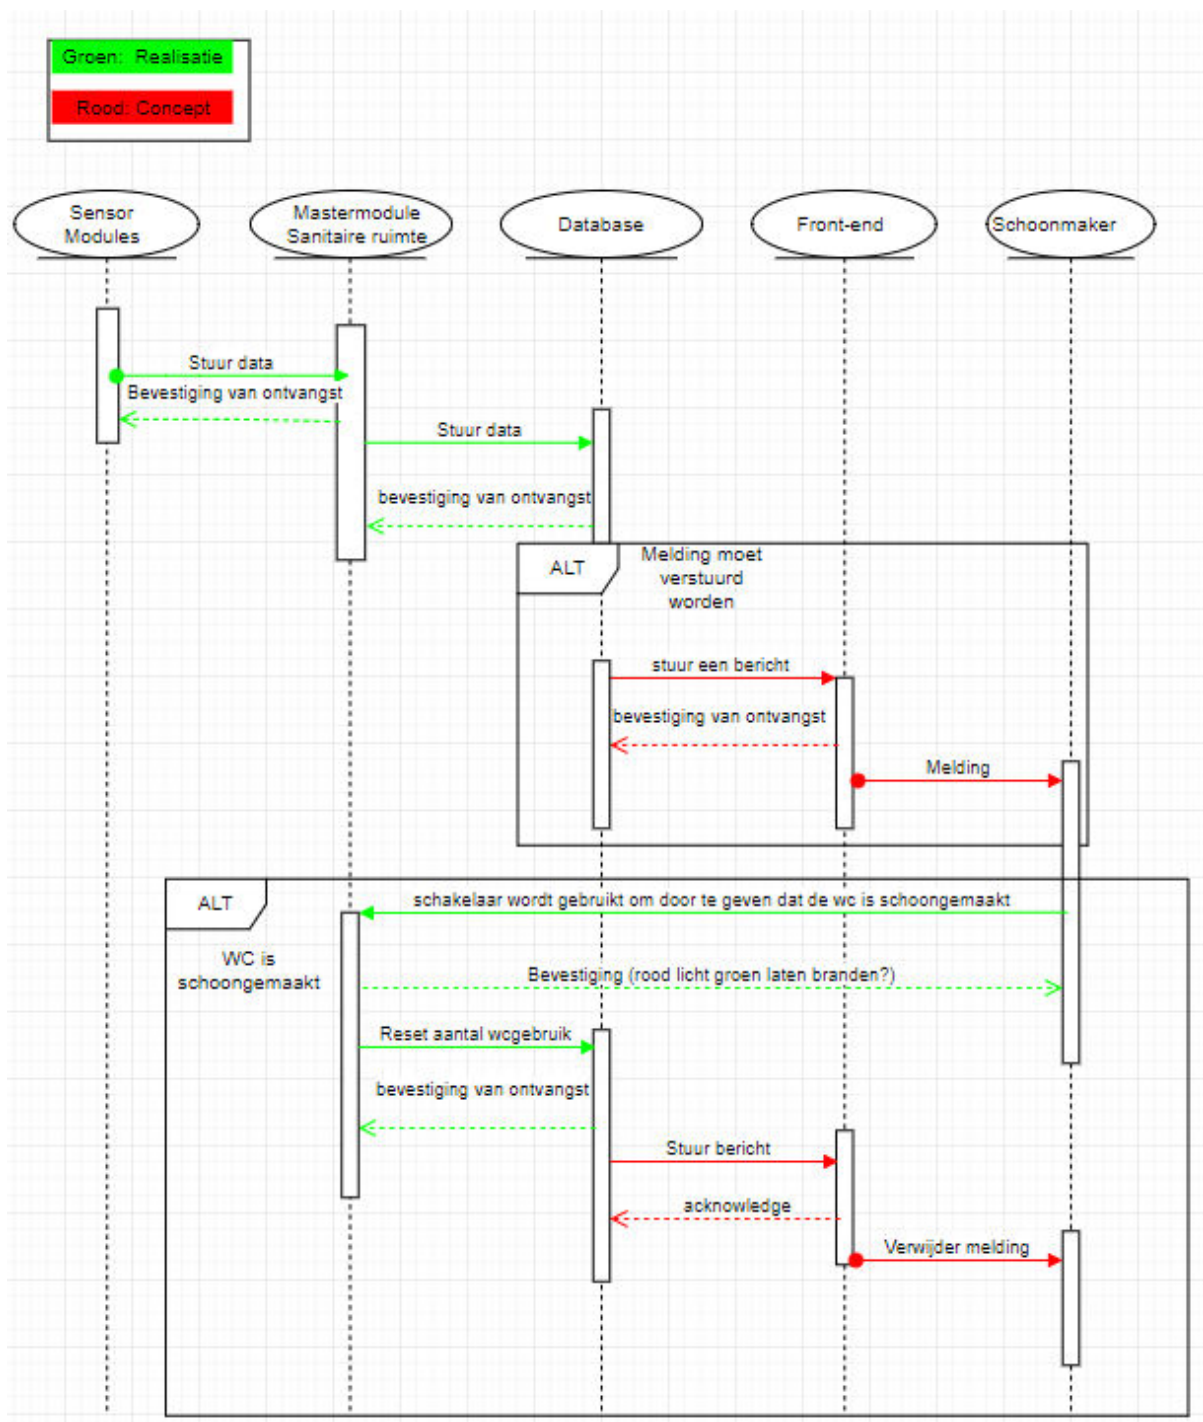 Groen: Realisatie
Rood: Concept
Sensor
Modules
Mastermodule
Sanitaire ruimte
Database
Front-end
Schoonmaker
Stuur data
Bevestiging van ontvangst
Stuur data
bevestiging van ontvangst
ALT
Melding moet
verstuurd
worden
stuur een bericht
bevestiging van ontvangst
Melding
ALT
schakelaar wordt gebruikt om door te geven dat de wc is schoongemaakt
WC is
schoongemaakt
Bevestiging (rood licht groen laten branden?)
Reset aantal wcgebruik
bevestiging van ontvangst
Stuur bericht
acknowledge
Verwijder melding